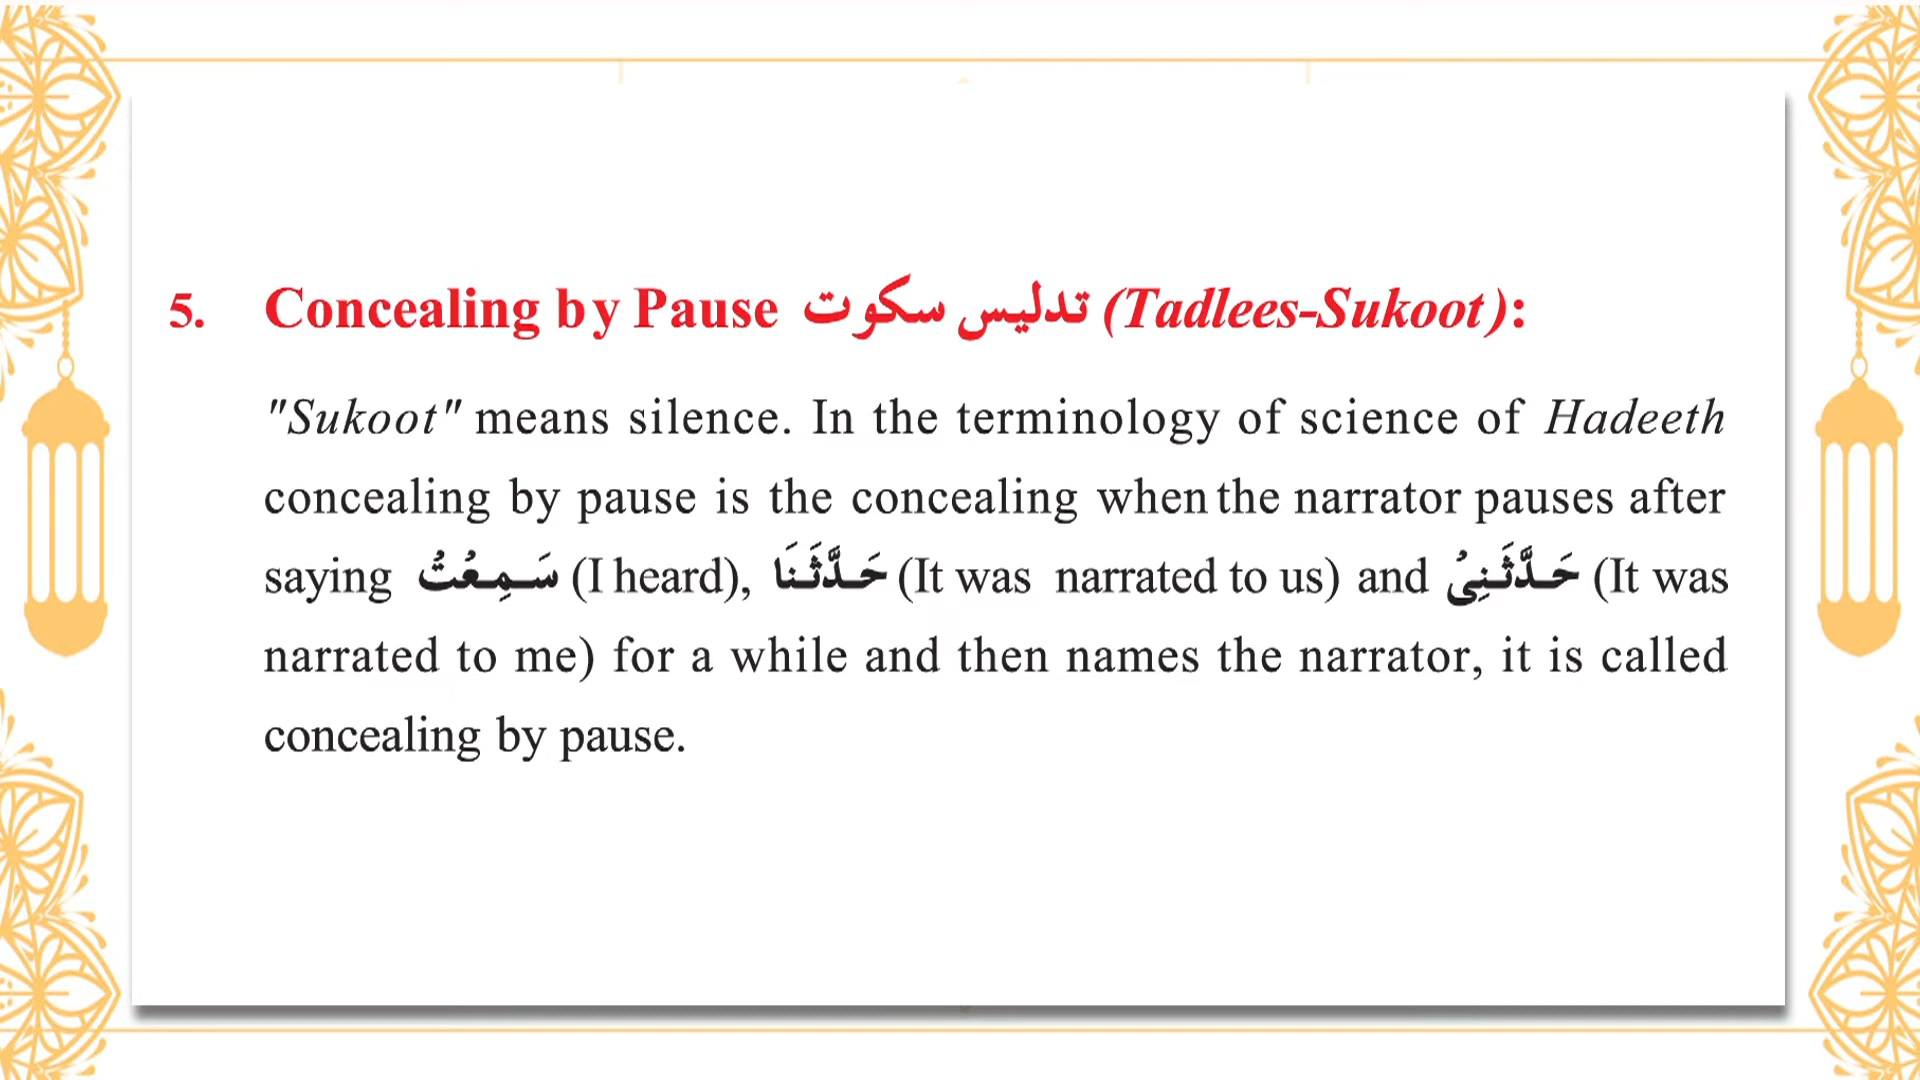 5. Concealing by Pause تدليس سكوت (Tadlees-Sukoot):
"Sukoot" means silence. In the terminology of science of Hadeeth
concealing by pause is the concealing when the narrator pauses after
saying سَمِعْتُ (I heard), حَدَّثَنَا (It was narrated to us) and حَدَّثَنِیْ (It was
narrated to me) for a while and then names the narrator, it is called
concealing by pause.